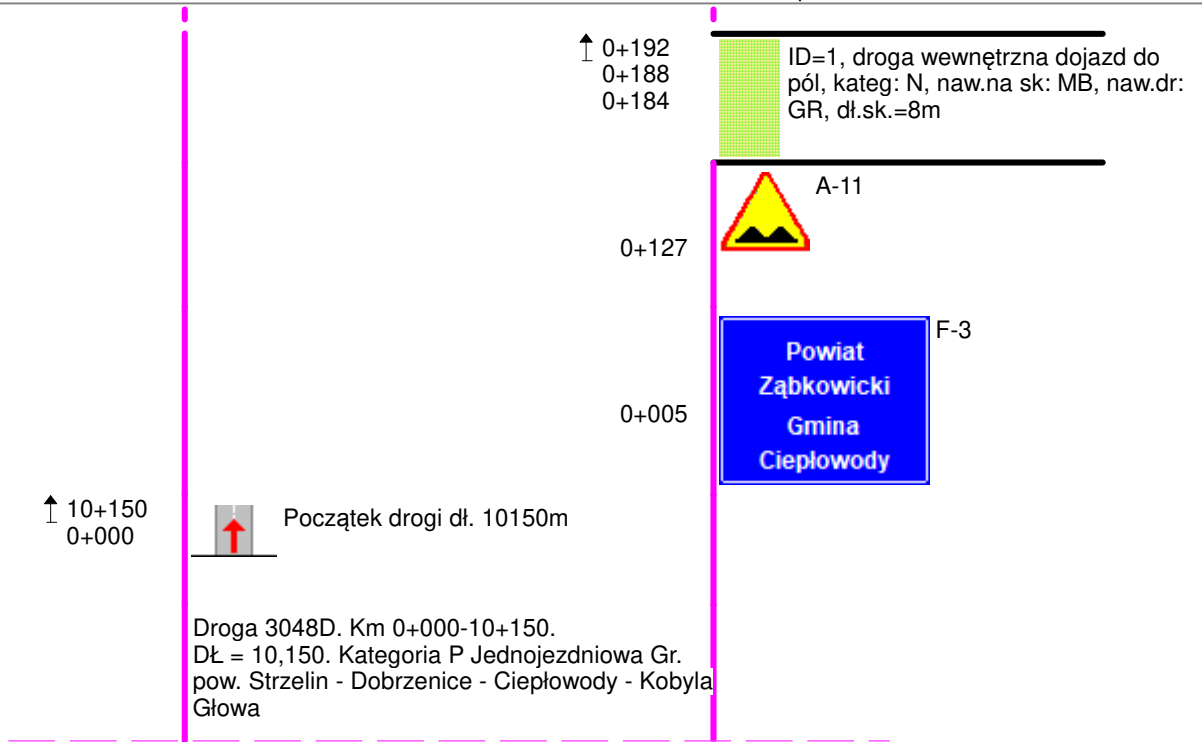 0+192
0+188
0+184
ID=1, droga wewnętrzna dojazd do
pól, kateg: N, naw.na sk: MB, naw.dr:
GR, dł.sk.=8m
A-11
0+127
F-3
Powiat
Ząbkowicki
Gmina
Ciepłowody
0+005
10+150
0+000
Początek drogi dł. 10150m
Droga 3048D. Km 0+000-10+150.
DŁ = 10,150. Kategoria P Jednojezdniowa Gr.
pow. Strzelin - Dobrzenice - Ciepłowody - Kobyla
Głowa